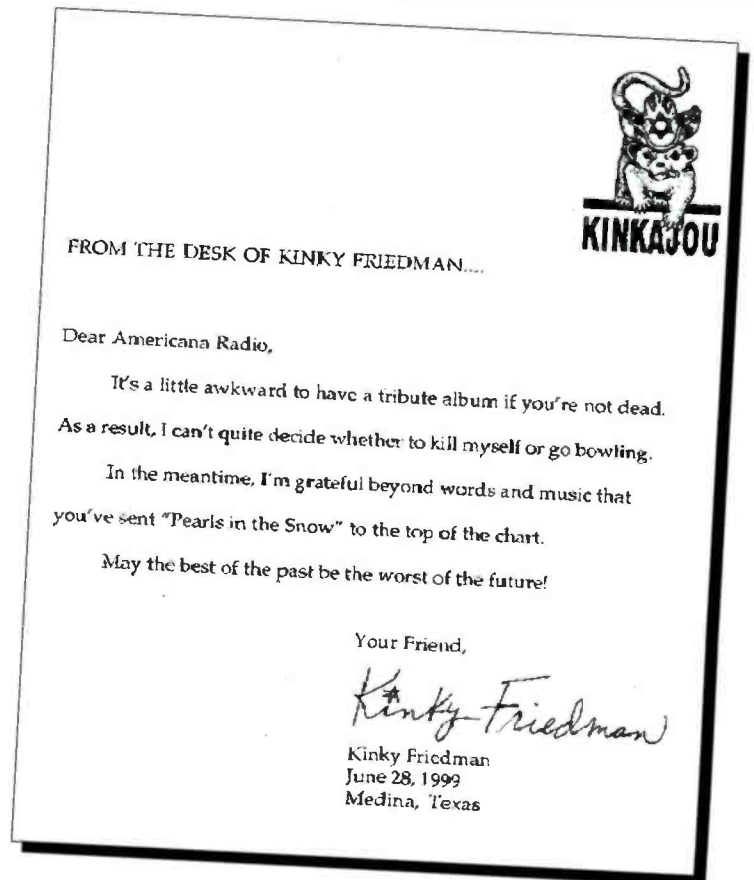 KINKAJOU
FROM THE DESK OF KINKY FRIEDMAN....
Dear Americana Radio,
It's a little awkward to have a tribute album if you're not dead.
As a result, I can't quite decide whether to kill myself or go bowling.
In the meantime, I'm grateful beyond words and music that
you've sent "Pearls in the Snow" to the top of the chart.
May the best of the past be the worst of the future!
Your Friend,
Kinky Friedman
Kinky Friedman
June 28, 1999
Medina, Texas